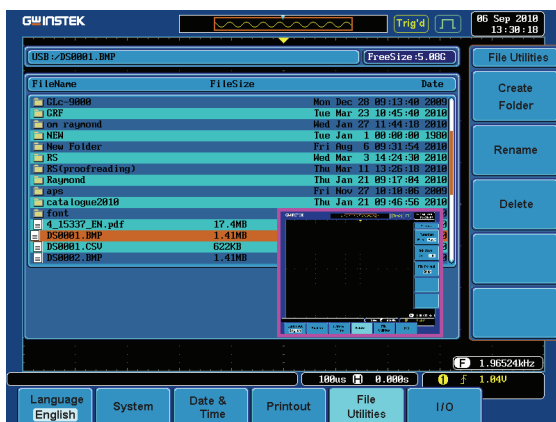 GWINSTEK
Trig'd
06 Sep 2010
13:30:18
USB:/DS0001.BMP
FreeSize:5.08G
File Utilities
FileName FileSize Date
GLc-9000 Mon Dec 28 09:13:40 2009
GRF Tue Mar 23 10:45:40 2010
om raymond Wed Jan 27 11:44:18 2010
NEW Tue Jan 1 00:00:00 1980
New Folder Fri Aug 6 09:31:54 2010
RS Wed Mar 3 14:24:30 2010
RS(proofreading) Thu Mar 11 13:26:18 2010
Raymond Thu Jan 21 09:17:04 2010
aps Fri Nov 27 10:10:06 2009
catalogue2010 Thu Jan 21 09:46:56 2010
font
4_15337_EN.pdf 17.4MB
DS0001.BMP 1.41MB
DS0001.CSV 622KB
DS0002.BMP 1.41MB
Create
Folder
Rename
Delete
F 1.96524kHz
100us H 0.000s
1 1.04V
Language
English
System
Date &
Time
Printout
File
Utilities
I/O